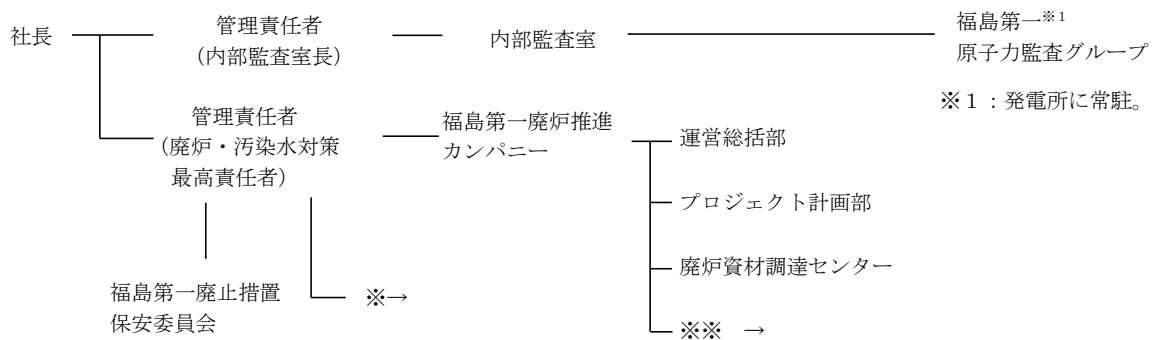 社長
管理責任者
(内部監査室長)
内部監査室
福島第一※1
原子力監査グループ
※1:発電所に常駐。
管理責任者
(廃炉・汚染水対策
最高責任者)
福島第一廃炉推進
カンパニー
運営総括部
プロジェクト計画部
廃炉資材調達センター
※※ →
福島第一廃止措置
保安委員会
※→